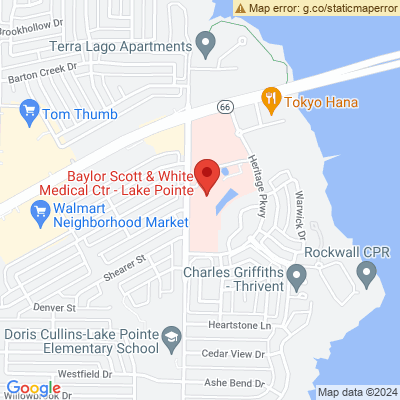 Map error: g.co/staticmaperror
Brookhollow Dr
Terra Lago Apartments
Barton Creek Dr
66
Tom Thumb
Tokyo Hana
Baylor Scott & White
Medical Ctr - Lake Pointe
Heritage Pkwy
Warwick Dr
Walmart
Neighborhood Market
Shearer St
Rockwall CPR
Charles Griffiths
- Thrivent
Denver St
Heartstone Ln
Doris Cullins-Lake Pointe
Elementary School
Cedar View Dr
Westfield Dr
Ashe Bend Dr
Willowbrook Dr
Google
Map data ©2024